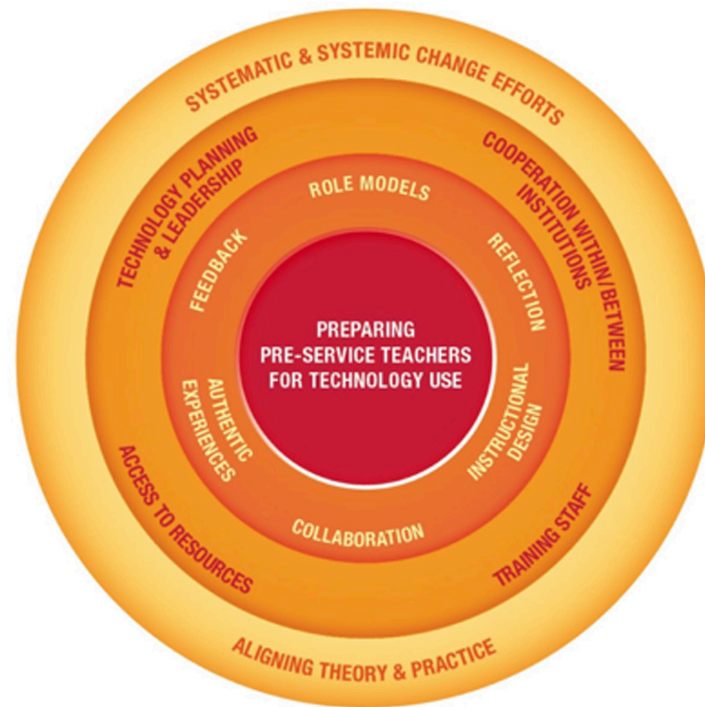 SYSTEMATIC & SYSTEMIC CHANGE EFFORTS
TECHNOLOGY PLANNING
& LEADERSHIP
COOPERATION WITHIN/BETWEEN
INSTITUTIONS
ROLE MODELS
FEEDBACK
REFLECTION
PREPARING
PRE-SERVICE TEACHERS
FOR TECHNOLOGY USE
AUTHENTIC
EXPERIENCES
INSTRUCTIONAL
DESIGN
COLLABORATION
ACCESS TO RESOURCES
TRAINING STAFF
ALIGNING THEORY & PRACTICE